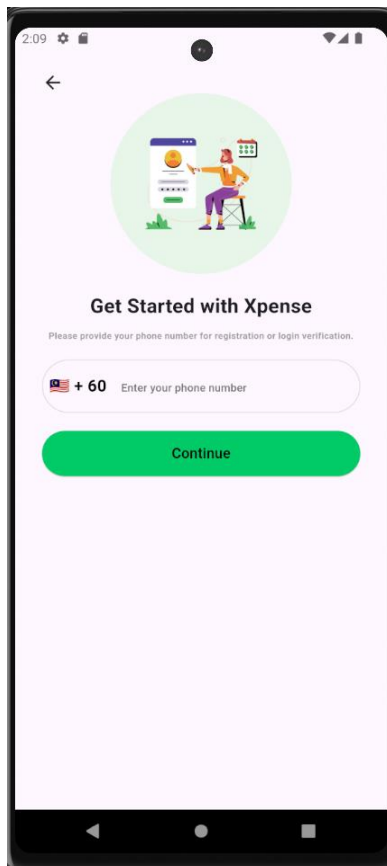 2:09
Get Started with Xpense
Please provide your phone number for registration or login verification.
+ 60 Enter your phone number
Continue